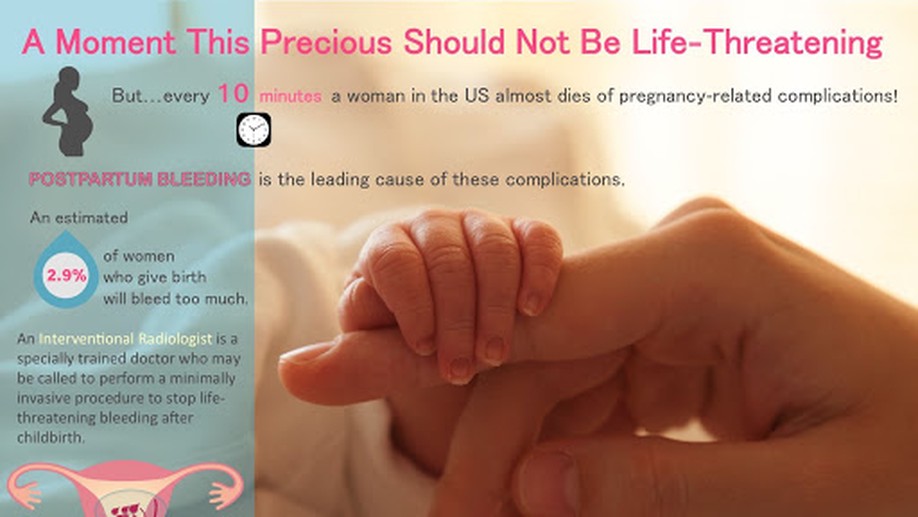 A Moment This Precious Should Not Be Life-Threatening
But...every 10 minutes a woman in the US almost dies of pregnancy-related complications!
POSTPARTUM BLEEDING is the leading cause of these complications.
An estimated
2.9%
of women
who give birth
will bleed too much.
An Interventional Radiologist is a
specially trained doctor who may
be called to perform a minimally
invasive procedure to stop life-
threatening bleeding after
childbirth.